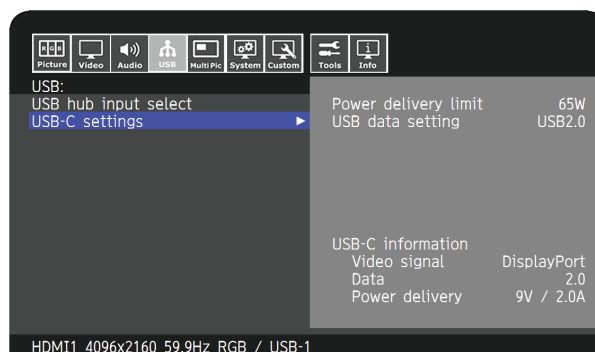 RGB
Picture Video Audio USB Multi Pic System Custom Tools Info
USB:
USB hub input select
USB-C settings
Power delivery limit 65W
USB data setting USB2.0
USB-C information
Video signal DisplayPort
Data 2.0
Power delivery 9V / 2.0A
HDMI1 4096x2160 59.9Hz RGB / USB-1